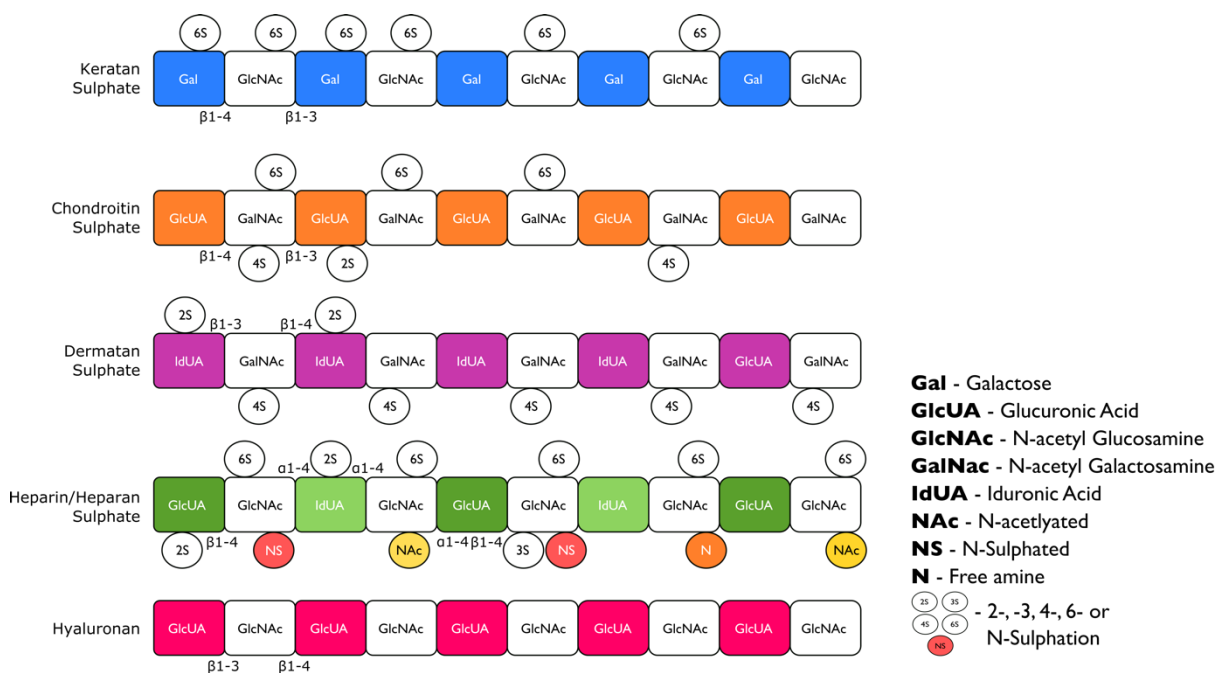 6S 6S 6S 6S 6S 6S
Keratan
Sulphate
Gal GlcNAc Gal GlcNAc Gal GlcNAc Gal GlcNAc Gal GlcNAc
β1-4 β1-3
6S 6S 6S
Chondroitin
Sulphate
GlcUA GalNAc GlcUA GalNAc GlcUA GalNAc GlcUA GalNAc GlcUA GalNAc
β1-4 4S β1-3 2S 4S
2S β1-3 β1-4 2S
Dermatan
Sulphate
IdUA GalNAc IdUA GalNAc IdUA GalNAc IdUA GalNAc GlcUA GalNAc
4S 4S 4S 4S 4S
6S α1-4 2S α1-4 6S 6S 6S 6S
Heparin/Heparan
Sulphate
GlcUA GlcNAc IdUA GlcNAc GlcUA GlcNAc IdUA GlcNAc GlcUA GlcNAc
2S β1-4 NS NAc α1-4 β1-4 3S NS N NAc
Hyaluronan
GlcUA GlcNAc GlcUA GlcNAc GlcUA GlcNAc GlcUA GlcNAc GlcUA GlcNAc
β1-3 β1-4
Gal - Galactose
GlcUA - Glucuronic Acid
GlcNAc - N-acetyl Glucosamine
GalNac - N-acetyl Galactosamine
IdUA - Iduronic Acid
NAc - N-acetlyated
NS - N-Sulphated
N - Free amine
2S 3S
4S 6S
NS
- 2-, -3, 4-, 6- or
N-Sulphation